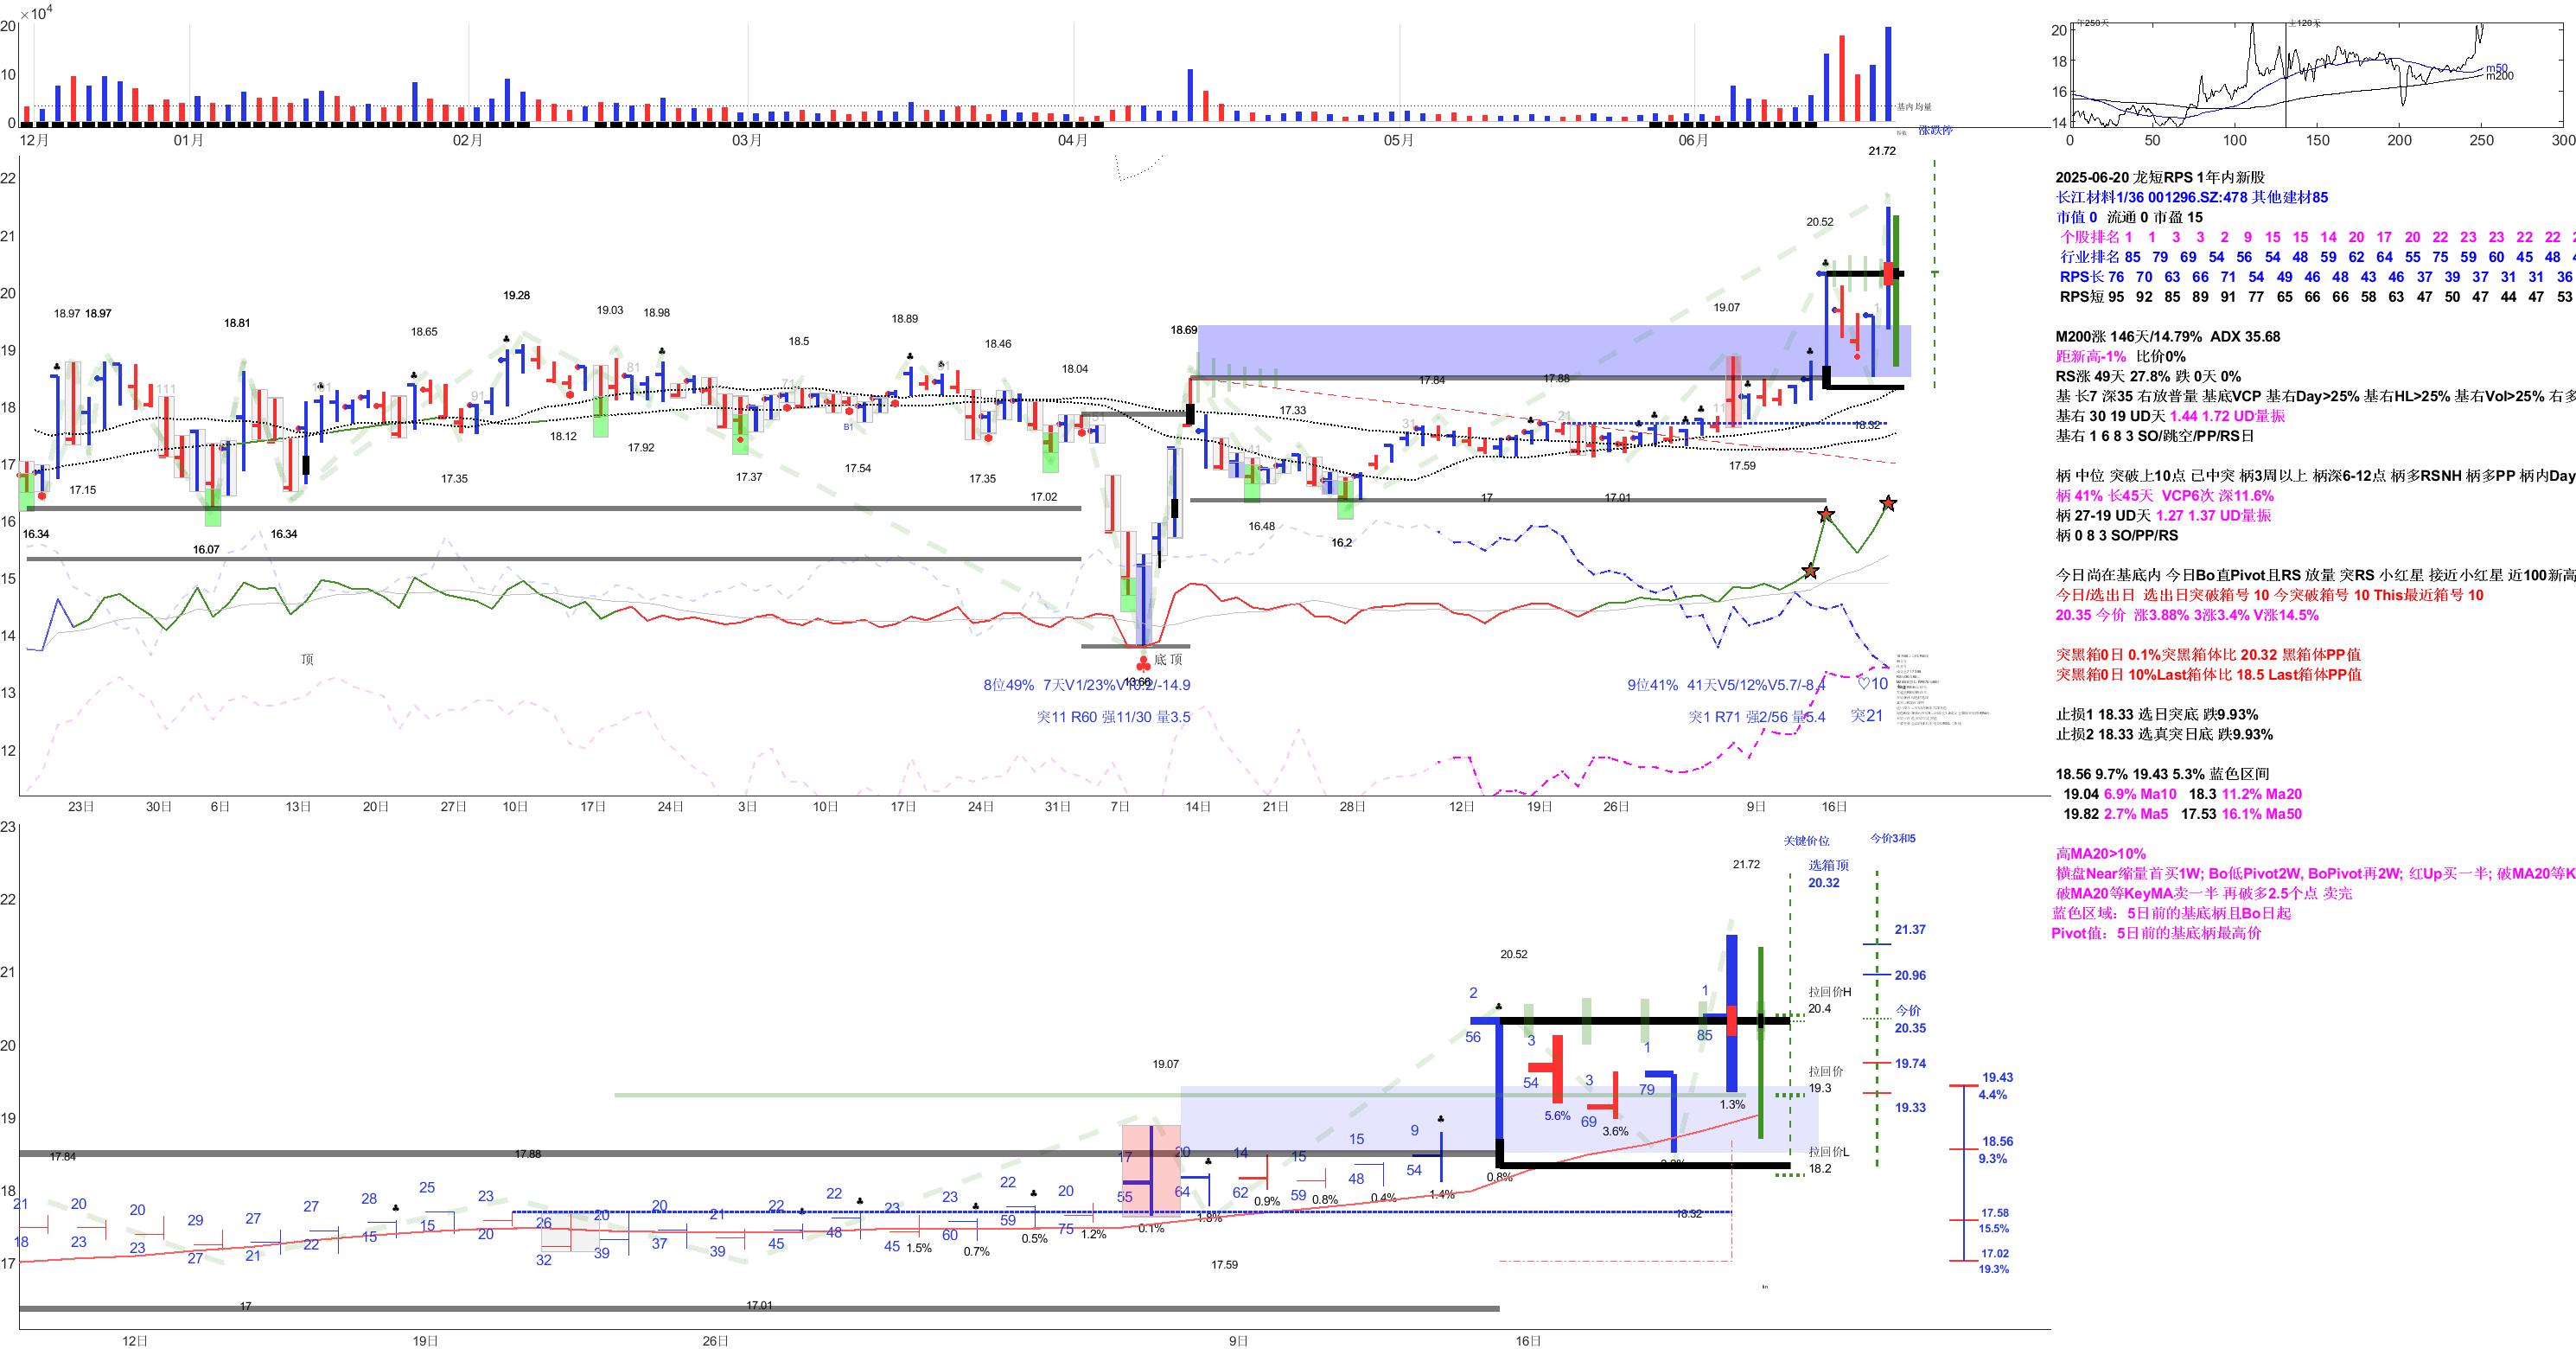 ×10⁴
20
10
0
基内均量
涨跌停
12月 01月 02月 03月 04月 05月 06月
年250天
20
18
16
14
m50
m200
0 50 100 150 200 250 300
22
21
20
19
18
17
16
15
14
13
12
21.72
20.52
19.28
18.97 18.97
18.81
18.65
19.03 18.98
18.5
18.89
18.46
18.04
18.69
19.07
17.84
17.88
17.33
18.32
17.15
18.12
17.92
17.35
17.37
17.54
17.35
17.02
17.59
17
17.01
16.48
16.2
16.34
16.07
16.34
B1
顶
底 顶
8位49%
9位41% 41天V5/12%V5.7/-8.4
♡10
突11 R60 强11/30 量3.5
突1 R71 强2/56 量5.4
突21
23日 30日 6日 13日 20日 27日 10日 17日 24日 3日 10日 17日 24日 31日 7日 14日 21日 28日 12日 19日 26日 9日 16日
2025-06-20 龙短RPS 1年内新股
长江材料1/36 001296.SZ:478 其他建材85
市值 0 流通 0 市盈 15
个股排名 1 1 3 3 2 9 15 15 14 20 17 20 22 23 23 22 22
行业排名 85 79 69 54 56 54 48 59 62 64 55 75 59 60 45 48
RPS长 76 70 63 66 71 54 49 46 48 43 46 37 39 37 31 31 36
RPS短 95 92 85 89 91 77 65 66 66 58 63 47 50 47 44 47 53
M200涨 146天/14.79% ADX 35.68
距新高-1% 比价0%
RS涨 49天 27.8% 跌 0天 0%
基 长7 深35 右放普量 基底VCP 基右Day>25% 基右HL>25% 基右Vol>25% 右多
基右 30 19 UD天 1.44 1.72 UD量振
基右 1 6 8 3 SO/跳空/PP/RS日
柄 中位 突破上10点 己中突 柄3周以上 柄深6-12点 柄多RSNH 柄多PP 柄内Day
柄 41% 长45天 VCP6次 深11.6%
柄 27-19 UD天 1.27 1.37 UD量振
柄 0 8 3 SO/PP/RS
今日尚在基底内 今日Bo直Pivot且RS 放量 突RS 小红星 接近小红星 近100新高
今日/选出日 选出日突破箱号 10 今突破箱号 10 This最近箱号 10
20.35 今价 涨3.88% 3涨3.4% V涨14.5%
突黑箱0日 0.1%突黑箱体比 20.32 黑箱体PP值
突黑箱0日 10%Last箱体比 18.5 Last箱体PP值
止损1 18.33 选日突底 跌9.93%
止损2 18.33 选真突日底 跌9.93%
18.56 9.7% 19.43 5.3% 蓝色区间
19.04 6.9% Ma10 18.3 11.2% Ma20
19.82 2.7% Ma5 17.53 16.1% Ma50
高MA20>10%
横盘Near缩量首买1W; Bo低Pivot2W, BoPivot再2W; 红Up买一半; 破MA20等K
破MA20等KeyMA卖一半 再破多2.5个点 卖完
蓝色区域：5日前的基底柄且Bo日起
Pivot值：5日前的基底柄最高价
23
22
21
20
19
18
17
关键价位
今价3和5
21.72
选箱顶
20.32
21.37
20.96
拉回价H
20.4
今价
20.35
19.74
拉回价
19.3
19.33
拉回价L
18.2
19.43
4.4%
18.56
9.3%
17.58
15.5%
17.02
19.3%
20.52
19.07
17.84
17.88
18.32
17.59
17
17.01
21 20 20 29 27 27 28 25 23 26 20 20 21 22 22 23 23 22 20 17 20 14 15 15 9 2 3 3 1 1
18 23 23 27 21 22 15 15 20 32 39 37 39 45 48 45 60 59 75 55 64 62 59 48 54 56 54 69 79 85
1.5% 0.7% 0.5% 1.2% 0.1% 1.8% 0.9% 0.8% 0.4% 1.4% 0.8% 5.6% 3.6% 1.3%
12日 19日 26日 9日 16日